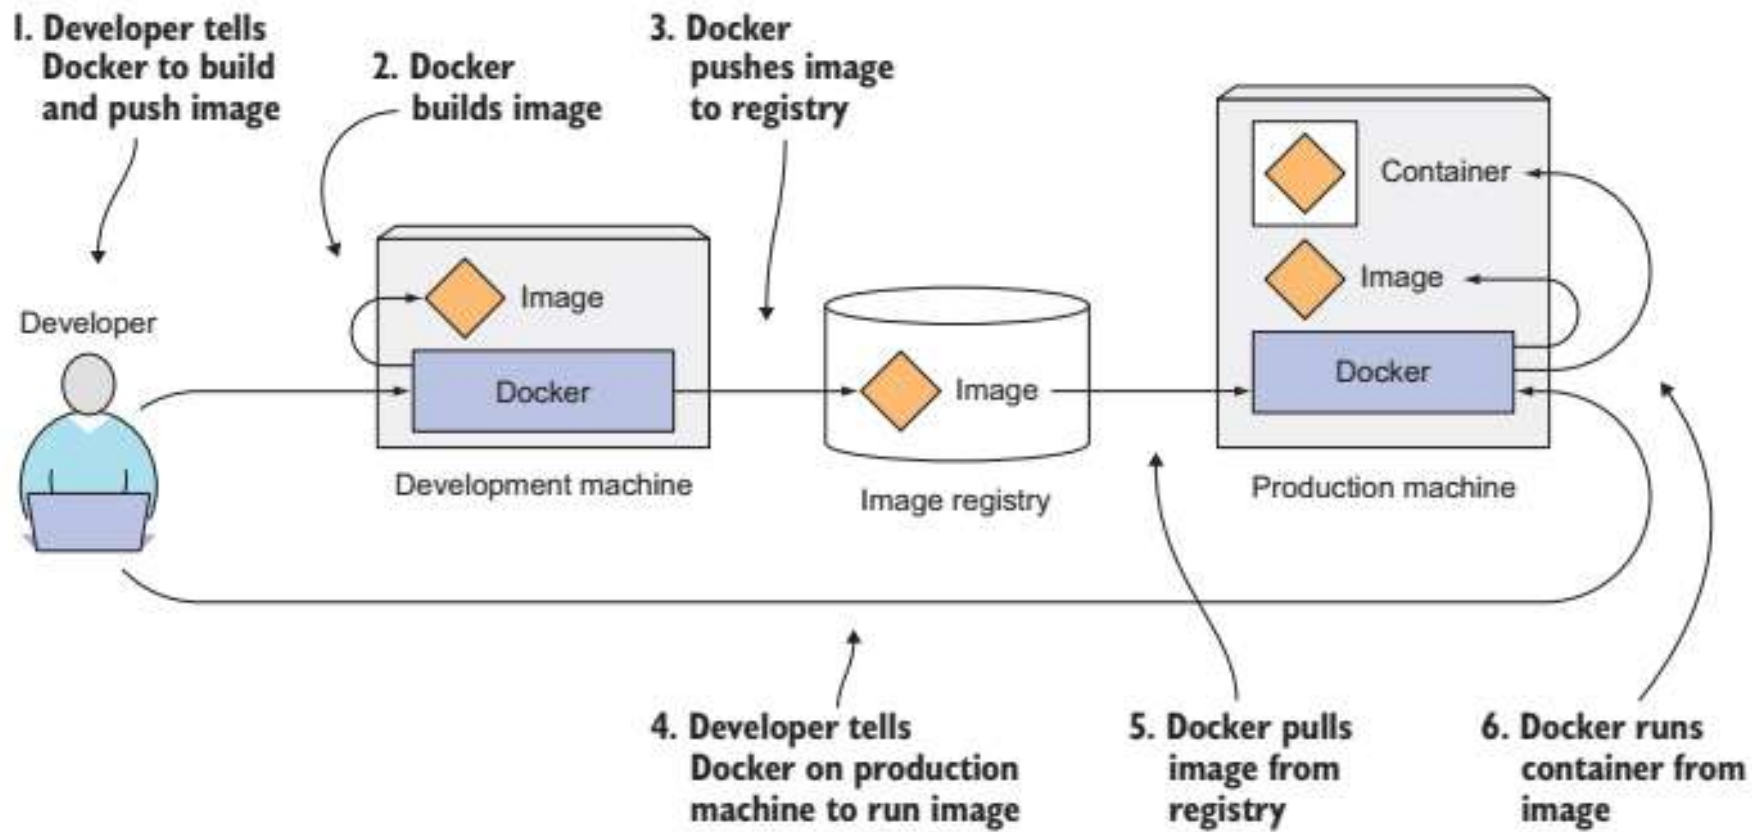 1. Developer tells
Docker to build
and push image
2. Docker
builds image
3. Docker
pushes image
to registry
Developer
Image
Docker
Development machine
Image
Image registry
Container
Image
Docker
Production machine
4. Developer tells
Docker on production
machine to run image
5. Docker pulls
image from
registry
6. Docker runs
container from
image